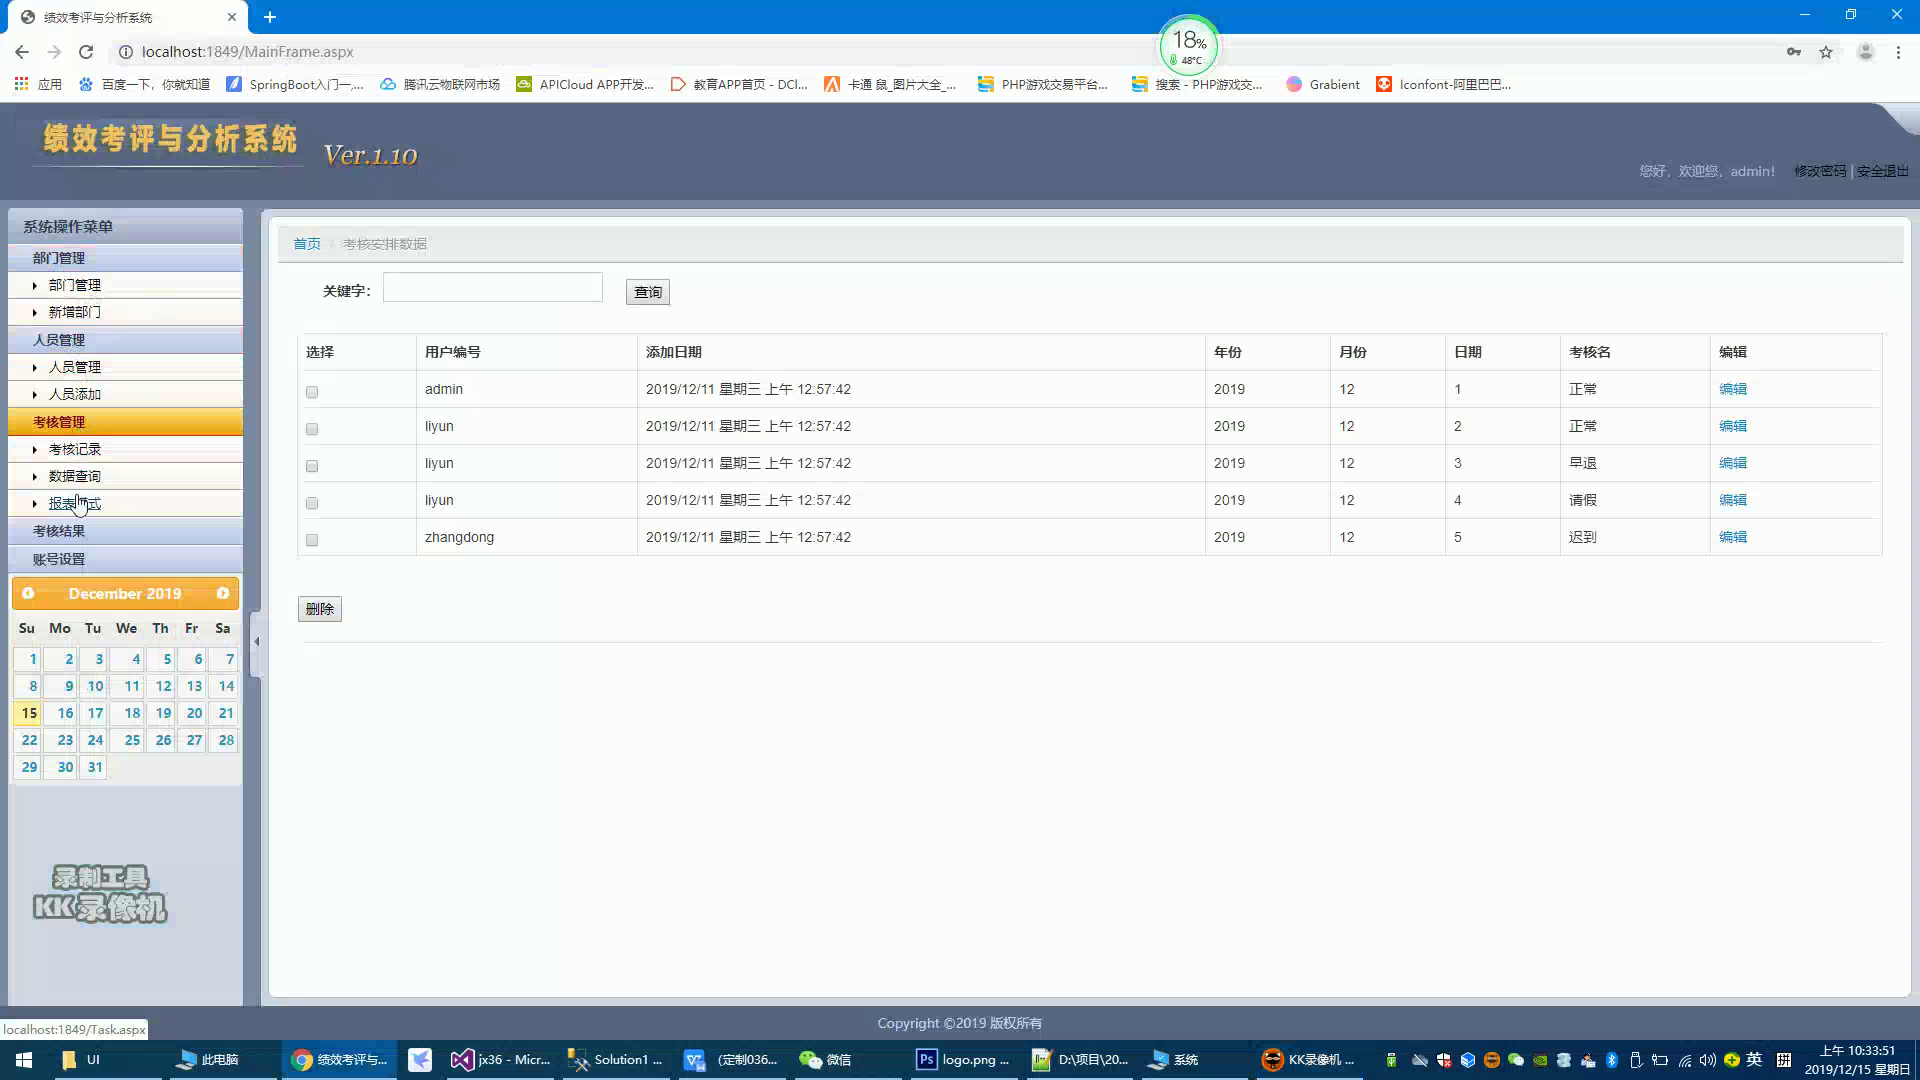 绩效考评与分析系统
localhost:1849/MainFrame.aspx
18%
48°C
应用 百度一下，你就知道 SpringBoot入门一,... 腾讯云物联网市场 APICloud APP开发... 教育APP首页 - DCl... 卡通 鼠_图片大全_... PHP游戏交易平台... 搜索 - PHP游戏交... Grabient Iconfont-阿里巴巴...
绩效考评与分析系统 Ver.1.10
您好，欢迎您，admin! 修改密码 | 安全退出
系统操作菜单
部门管理
部门管理
新增部门
人员管理
人员管理
人员添加
考核管理
考核记录
数据查询
考核结果
账号设置
December 2019
Su Mo Tu We Th Fr Sa
1 2 3 4 5 6 7
8 9 10 11 12 13 14
15 16 17 18 19 20 21
22 23 24 25 26 27 28
29 30 31
录制工具
KK录像机
首页 / 考核安排数据
关键字: 查询
选择 用户编号 添加日期 年份 月份 日期 考核名 编辑
admin 2019/12/11 星期三 上午 12:57:42 2019 12 1 正常 编辑
liyun 2019/12/11 星期三 上午 12:57:42 2019 12 2 正常 编辑
liyun 2019/12/11 星期三 上午 12:57:42 2019 12 3 早退 编辑
liyun 2019/12/11 星期三 上午 12:57:42 2019 12 4 请假 编辑
zhangdong 2019/12/11 星期三 上午 12:57:42 2019 12 5 迟到 编辑
删除
Copyright ©2019 版权所有
localhost:1849/Task.aspx
UI 此电脑 绩效考评与... jx36 - Micr... Solution1 ... (定制036... 微信 logo.png ... D:\项目\20... 系统 KK录像机 ... 英 拼
上午 10:33:51
2019/12/15 星期日